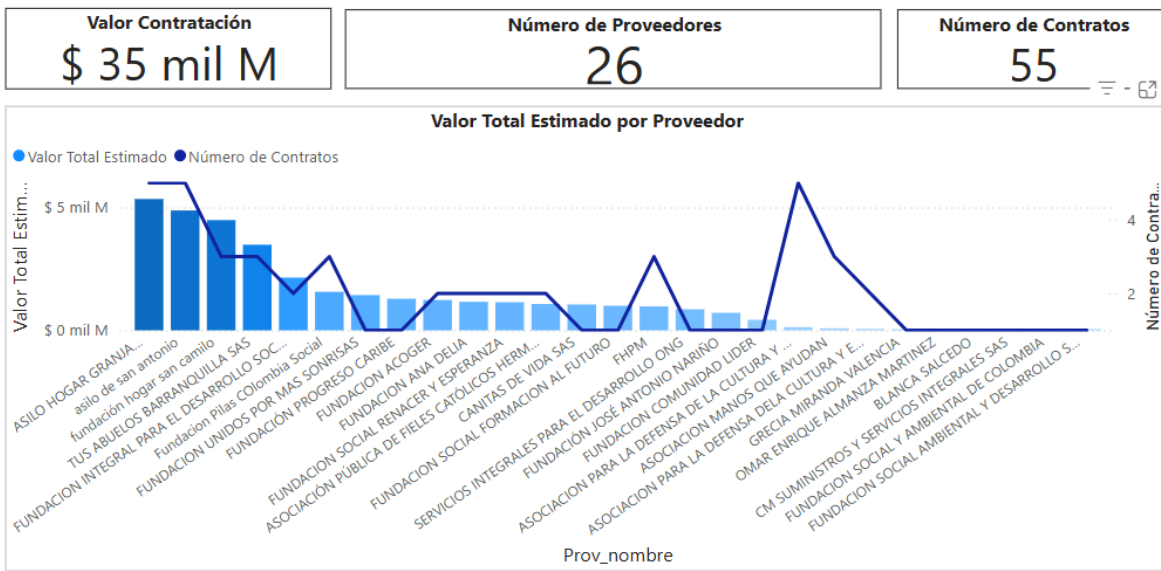 Valor Contratación
$ 35 mil M
Número de Proveedores
26
Número de Contratos
55
Valor Total Estimado por Proveedor
Valor Total Estimado
Número de Contratos
Valor Total Estim...
$ 5 mil M
$ 0 mil M
4
2
Número de Contra...
ASILO HOGAR GRANJA...
asilo de san antonio
fundación hogar san camilo
TUS ABUELOS BARRANQUILLA SAS
FUNDACION INTEGRAL PARA EL DESARROLLO SOC...
Fundacion Pilas COlombia Social
FUNDACION UNIDOS POR MAS SONRISAS
FUNDACIÓN PROGRESO CARIBE
FUNDACION ACOGER
FUNDACION ANA DELIA
FUNDACION SOCIAL RENACER Y ESPERANZA
ASOCIACIÓN PÚBLICA DE FIELES CATÓLICOS HERM...
CANITAS DE VIDA SAS
FUNDACION SOCIAL FORMACION AL FUTURO
FHPM
SERVICIOS INTEGRALES PARA EL DESARROLLO ONG
FUNDACIÓN JOSÉ ANTONIO NARIÑO
FUNDACION COMUNIDAD LIDER
ASOCIACION PARA LA DEFENSA DE LA CULTURA Y ...
ASOCIACION MANOS QUE AYUDAN
ASOCIACION PARA LA DEFENSA DELA CULTURA Y E...
GRECIA MIRANDA VALENCIA
OMAR ENRIQUE ALMANZA MARTINEZ
BLANCA SALCEDO
CM SUMINISTROS Y SERVICIOS INTEGRALES SAS
FUNDACION SOCIAL Y AMBIENTAL DE COLOMBIA
FUNDACION SOCIAL AMBIENTAL Y DESARROLLO S...
Prov_nombre